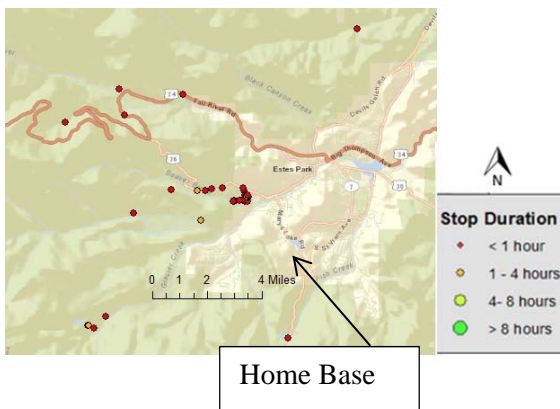 34
Fall River Rd
Black Canyon Creek
Devils Gulch Rd
36
Beaver
Estes Park
Big Thompson Ave
34
7
36
Marys Lake Rd
S St Vrain Ave
Fish Creek
Glacier Creek
0 1 2 4 Miles
N
Stop Duration
< 1 hour
1 - 4 hours
4- 8 hours
> 8 hours
Home Base